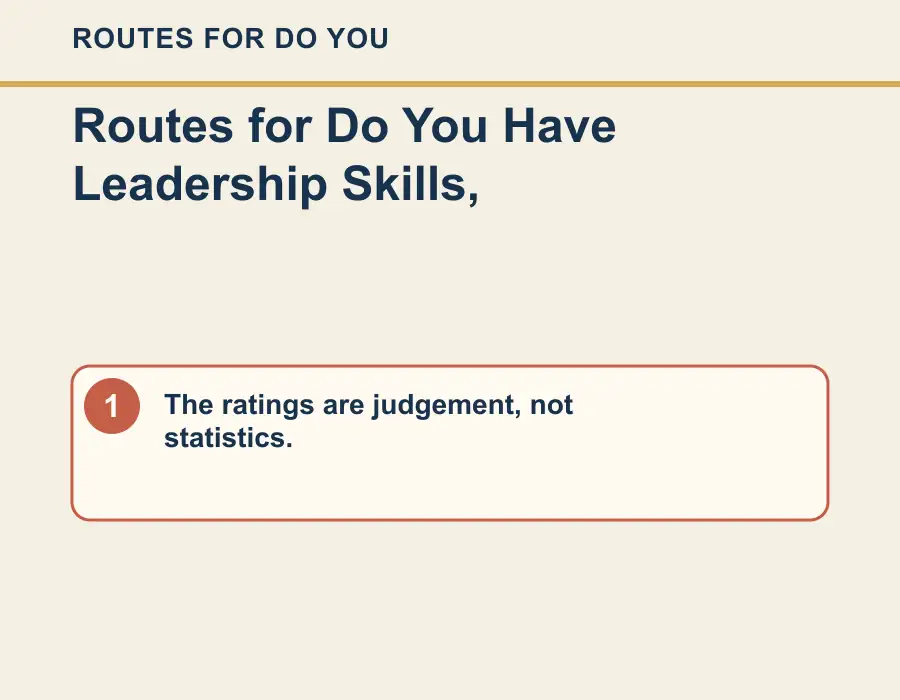 ROUTES FOR DO YOU
Routes for Do You Have
Leadership Skills,
1
The ratings are judgement, not
statistics.